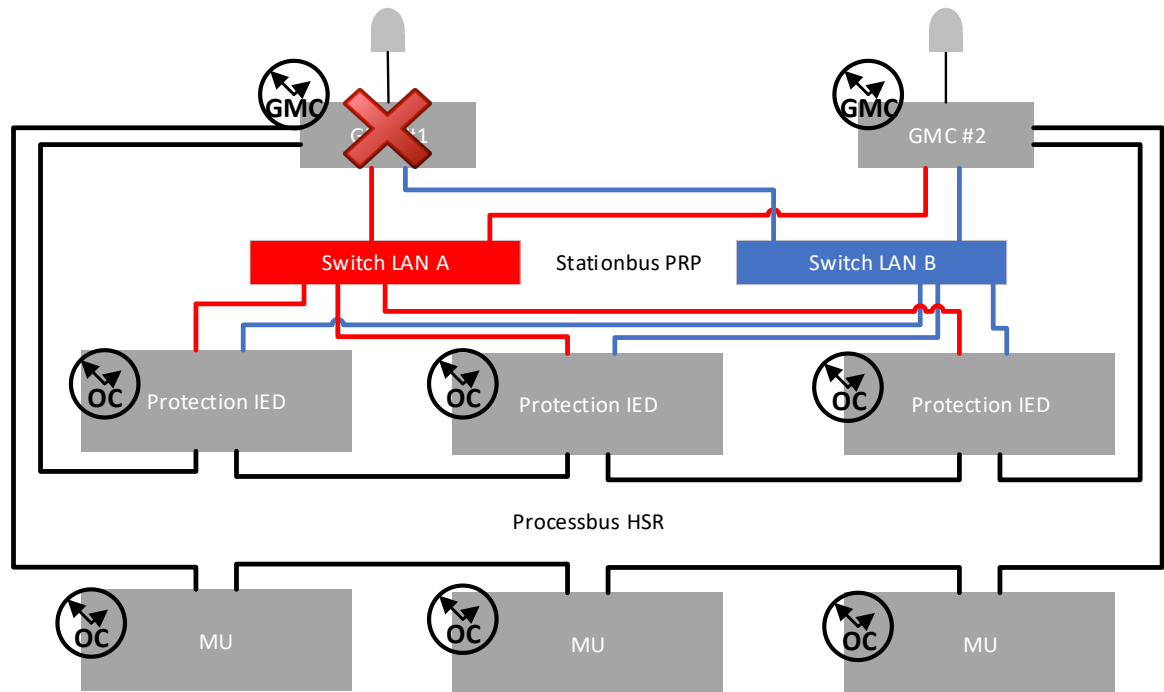 GMC
GMC
#1
GMC #2
Switch LAN A
Stationbus PRP
Switch LAN B
OC
Protection IED
OC
Protection IED
OC
Protection IED
Processbus HSR
OC
MU
OC
MU
OC
MU